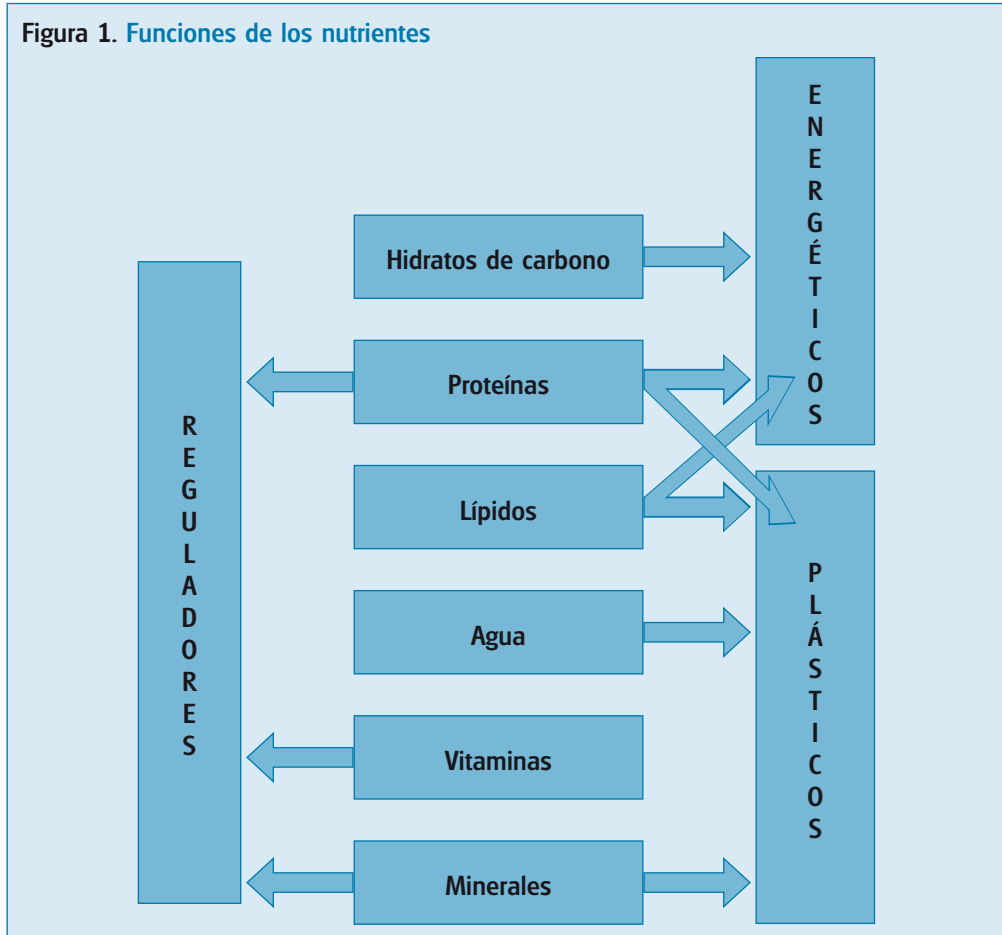 Figura 1. Funciones de los nutrientes
ENERGÉTICOS
Hidratos de carbono
Proteínas
REGULADORES
Lípidos
PLÁSTICOS
Agua
Vitaminas
Minerales